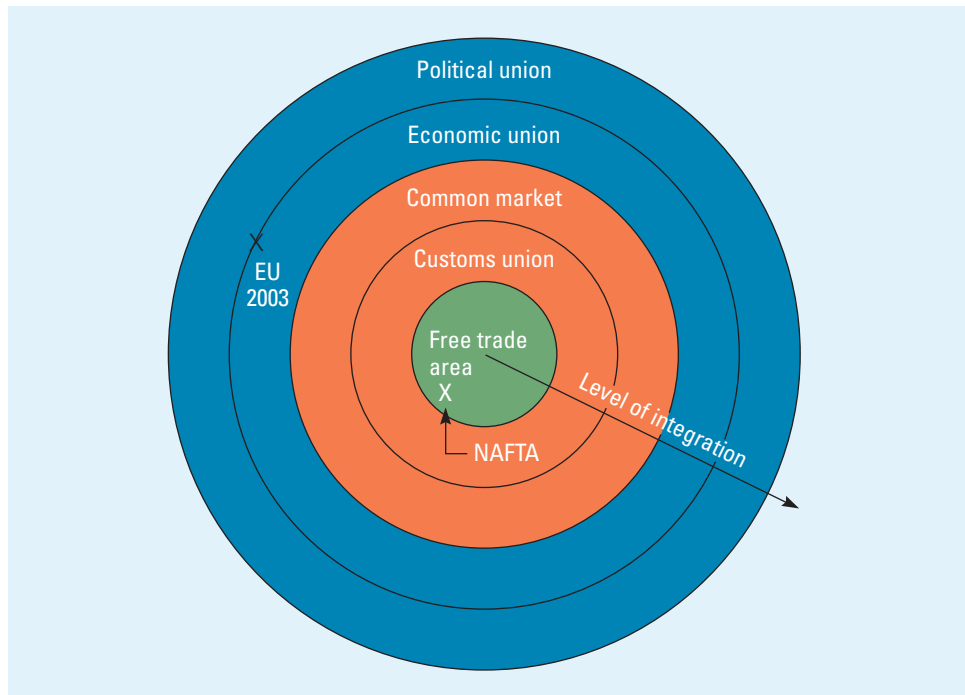 Political union
Economic union
Common market
Customs union
X
EU
2003
Free trade
area
X
NAFTA
Level of integration